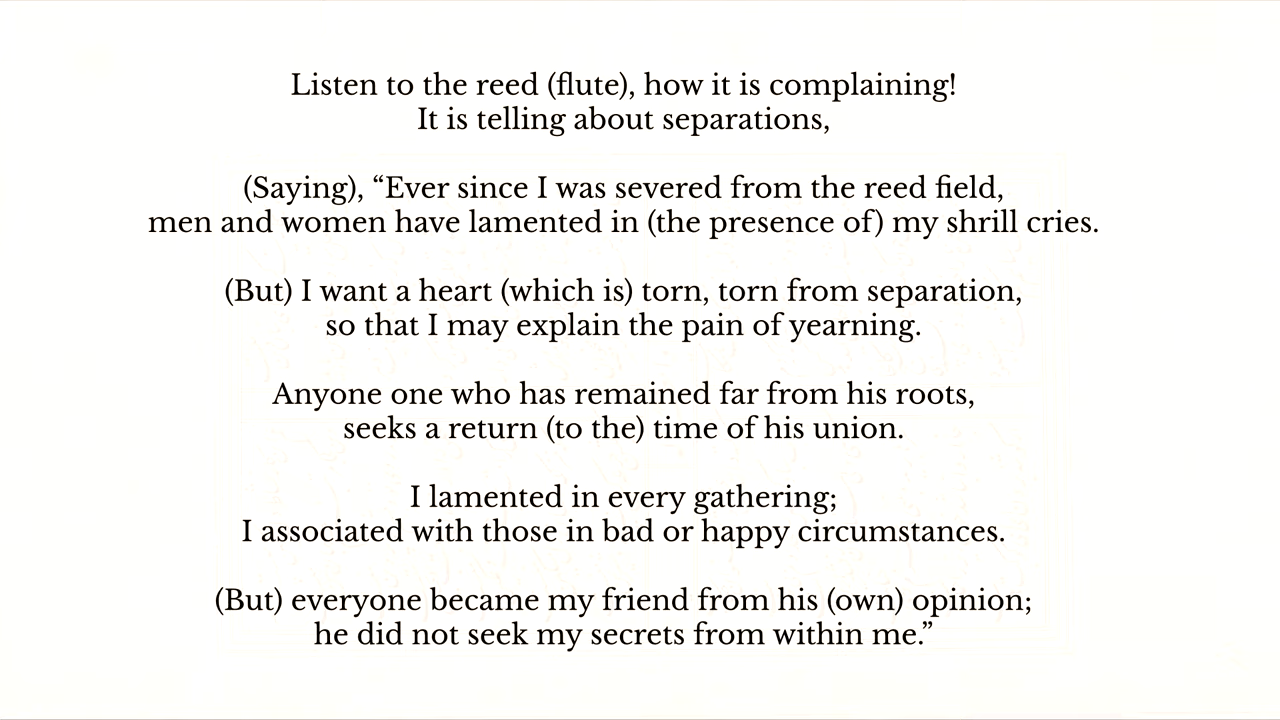 Listen to the reed (flute), how it is complaining!
It is telling about separations,
(Saying), “Ever since I was severed from the reed field,
men and women have lamented in (the presence of) my shrill cries.
(But) I want a heart (which is) torn, torn from separation,
so that I may explain the pain of yearning.
Anyone one who has remained far from his roots,
seeks a return (to the) time of his union.
I lamented in every gathering;
I associated with those in bad or happy circumstances.
(But) everyone became my friend from his (own) opinion;
he did not seek my secrets from within me.”